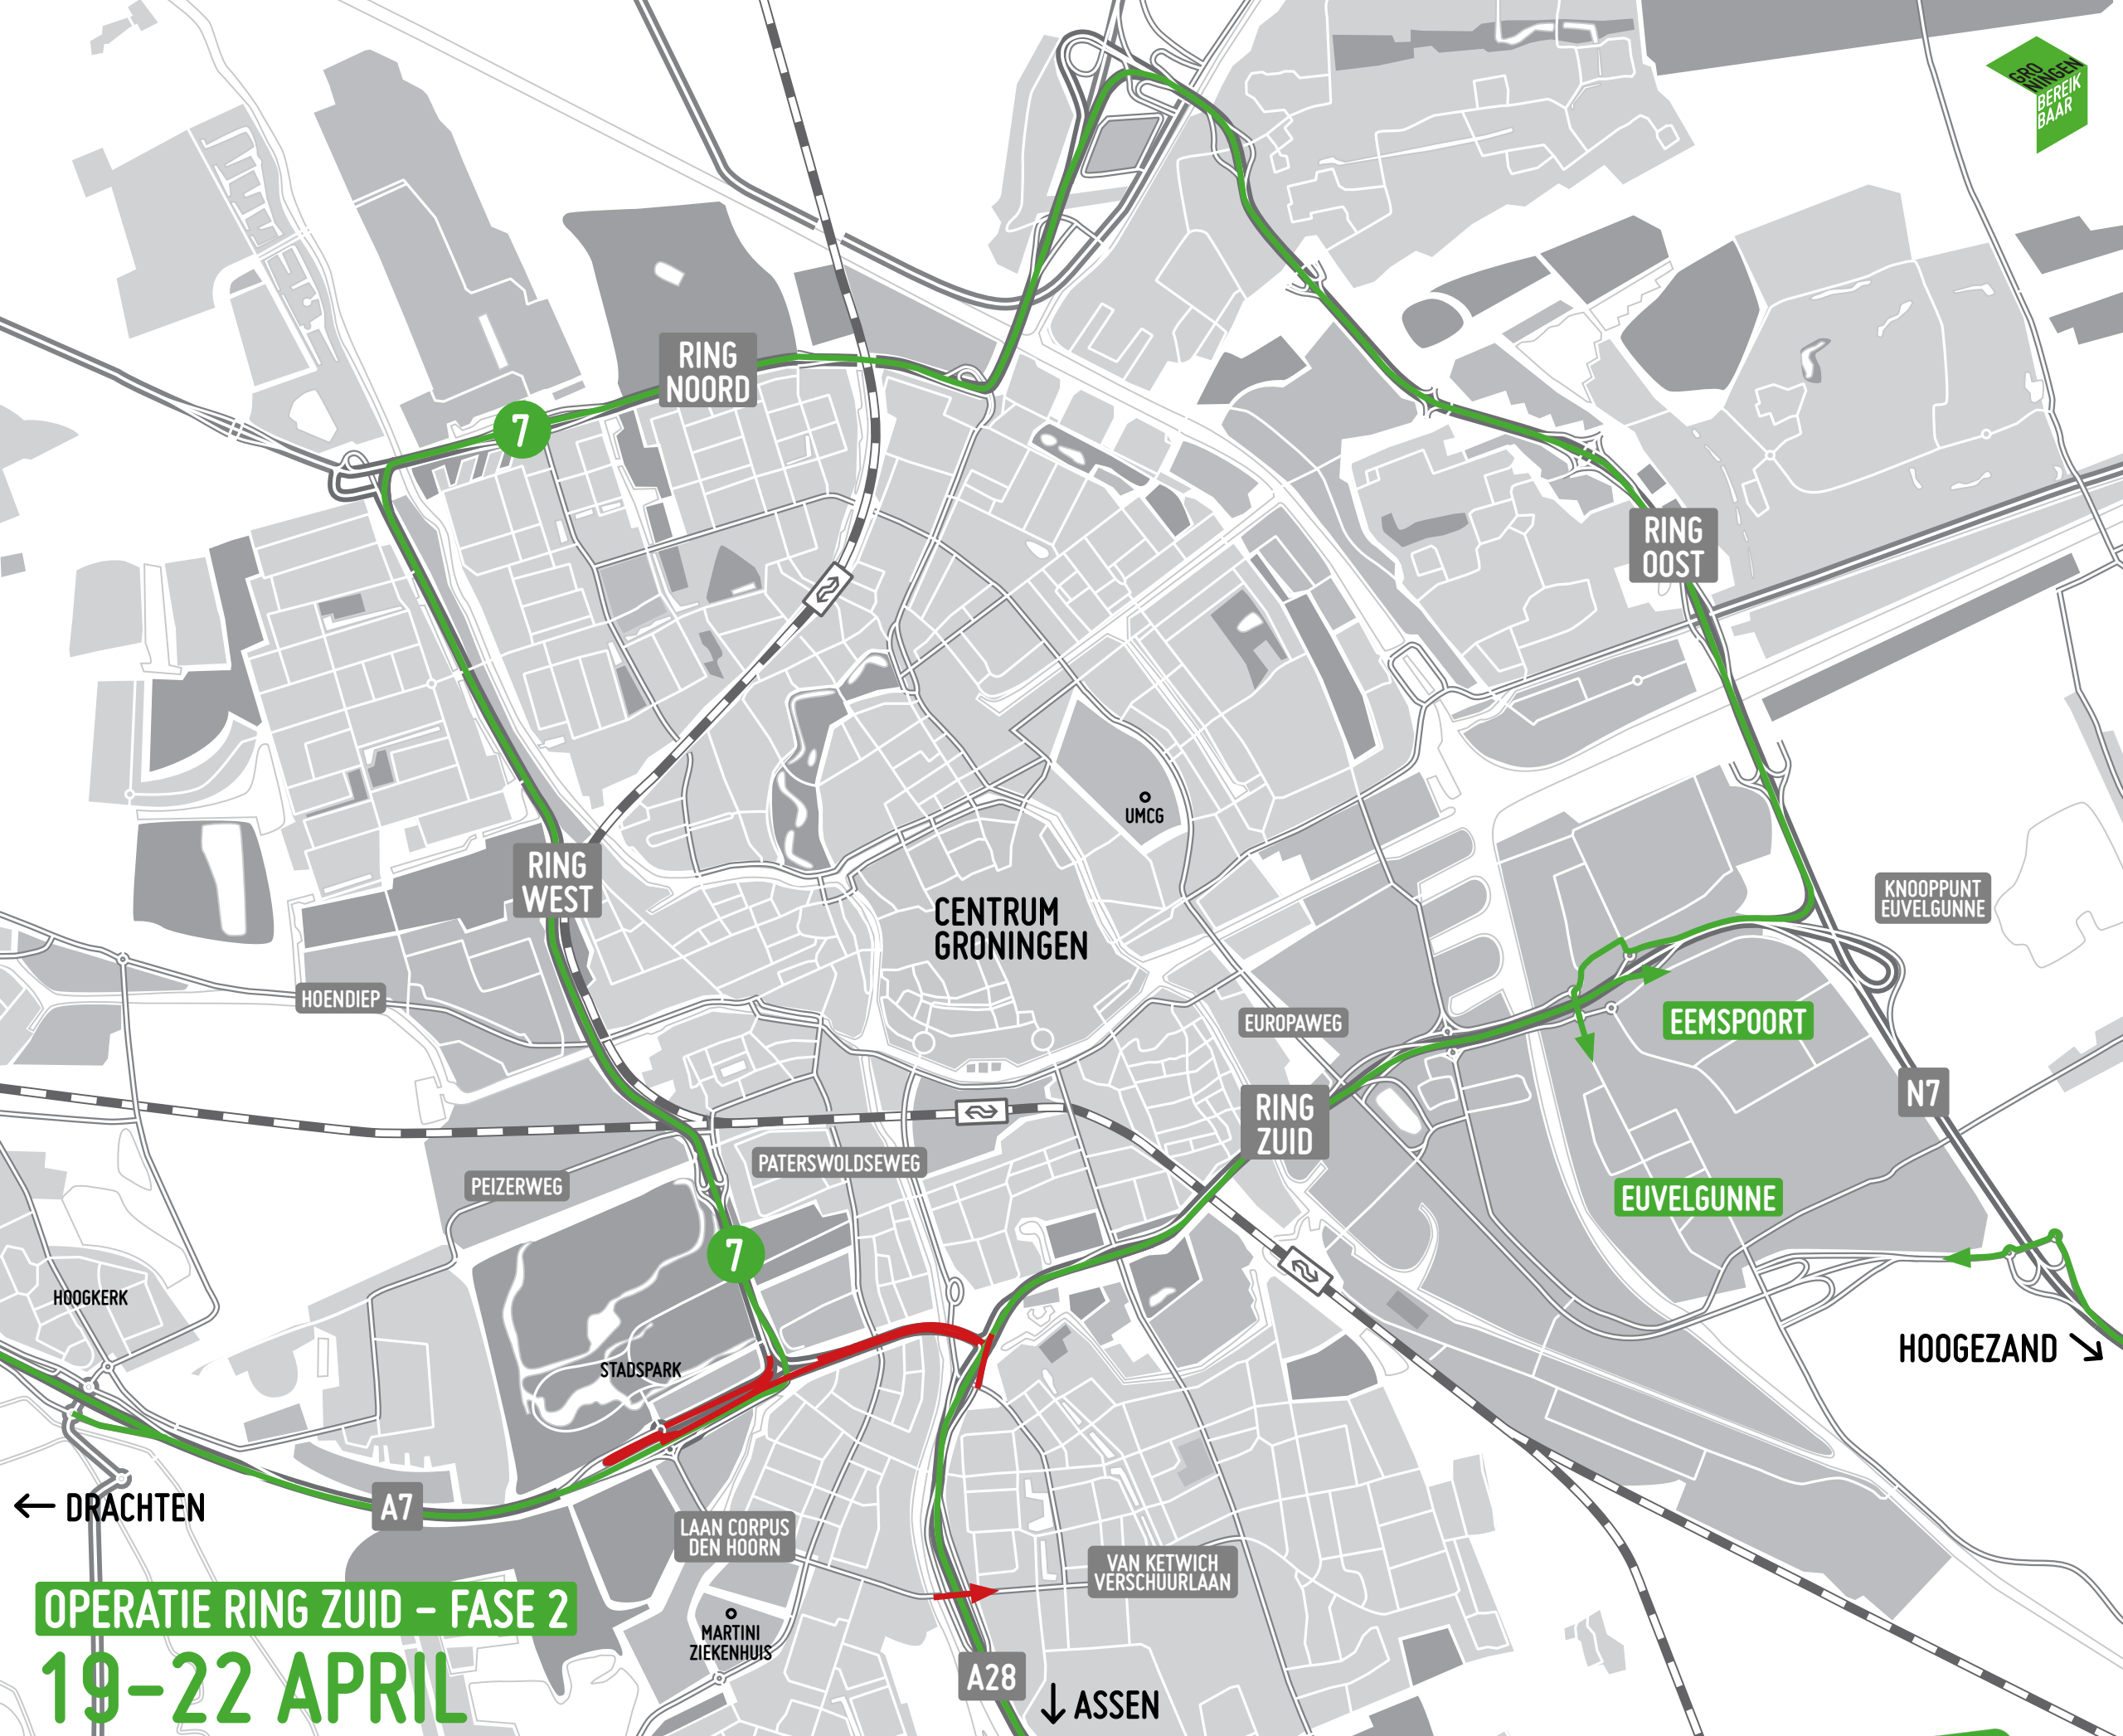 GRO
NINGEN
BEREIK
BAAR
RING
NOORD
7
RING
OOST
UMCG
RING
WEST
CENTRUM
GRONINGEN
KNOOPPUNT
EUVELGUNNE
HOENDIEP
EUROPAWEG
EEMSPOORT
RING
ZUID
N7
PATERSWOLDSEWEG
PEIZERWEG
EUVELGUNNE
7
HOOGKERK
STADSPARK
HOOGEZAND
A7
DRACHTEN
LAAN CORPUS
DEN HOORN
VAN KETWICH
VERSCHUURLAAN
OPERATIE RING ZUID – FASE 2
MARTINI
ZIEKENHUIS
19–22 APRIL
A28
ASSEN